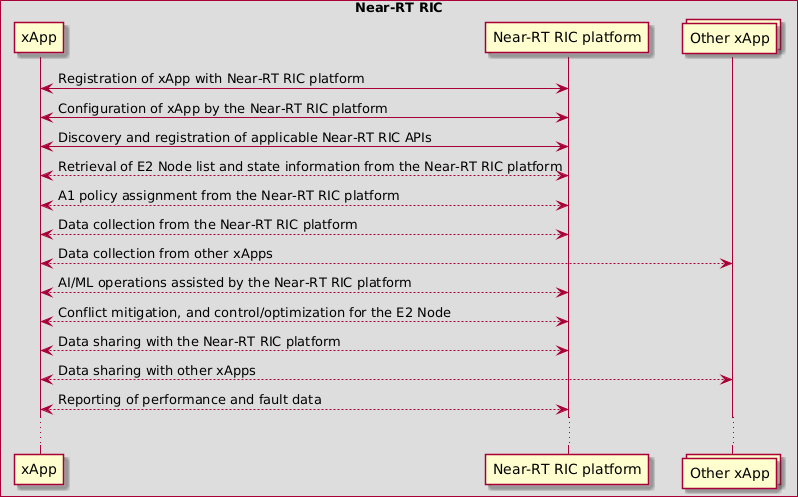 Near-RT RIC
xApp
Near-RT RIC platform
Other xApp
Registration of xApp with Near-RT RIC platform
Configuration of xApp by the Near-RT RIC platform
Discovery and registration of applicable Near-RT RIC APIs
Retrieval of E2 Node list and state information from the Near-RT RIC platform
A1 policy assignment from the Near-RT RIC platform
Data collection from the Near-RT RIC platform
Data collection from other xApps
AI/ML operations assisted by the Near-RT RIC platform
Conflict mitigation, and control/optimization for the E2 Node
Data sharing with the Near-RT RIC platform
Data sharing with other xApps
Reporting of performance and fault data
xApp
Near-RT RIC platform
Other xApp